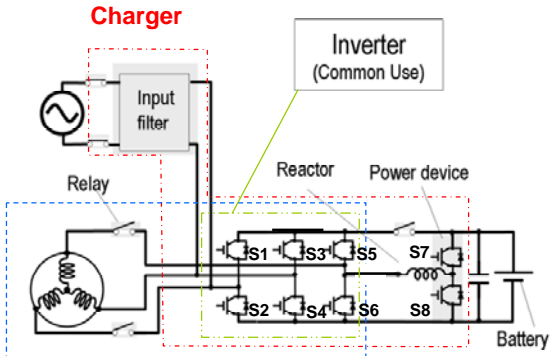 Charger
Inverter
(Common Use)
Input
filter
Reactor
Power device
Relay
S1
S3
S5
S7
S2
S4
S6
S8
Battery